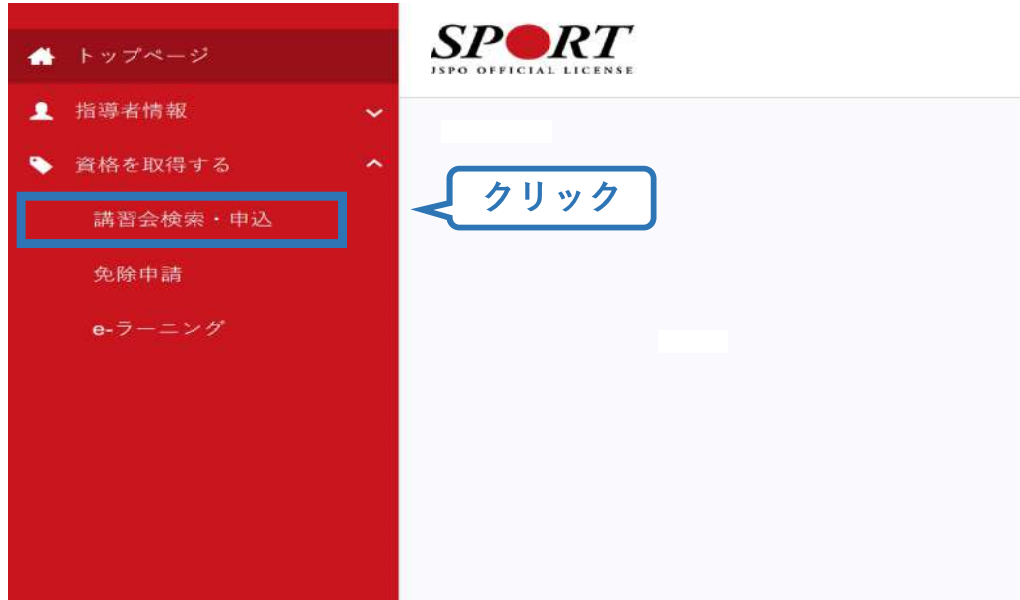 トップページ
指導者情報
資格を取得する
講習会検索・申込
免除申請
e-ラーニング
SPORT
JSPO OFFICIAL LICENSE
クリック